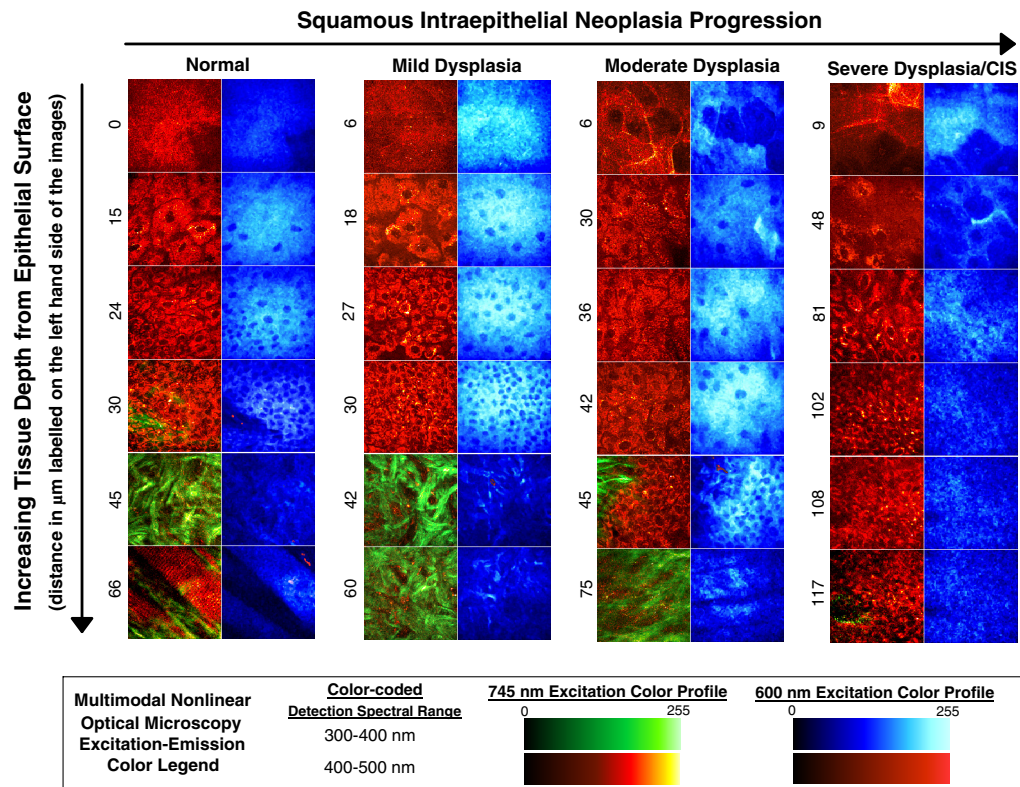 Squamous Intraepithelial Neoplasia Progression
Normal
Mild Dysplasia
Moderate Dysplasia
Severe Dysplasia/CIS
Increasing Tissue Depth from Epithelial Surface
(distance in μm labelled on the left hand side of the images)
0
6
6
9
15
18
30
48
24
27
36
81
30
30
42
102
45
42
45
108
66
60
75
117
Multimodal Nonlinear
Optical Microscopy
Excitation-Emission
Color Legend
Color-coded
Detection Spectral Range
300-400 nm
400-500 nm
745 nm Excitation Color Profile
0
255
600 nm Excitation Color Profile
0
255